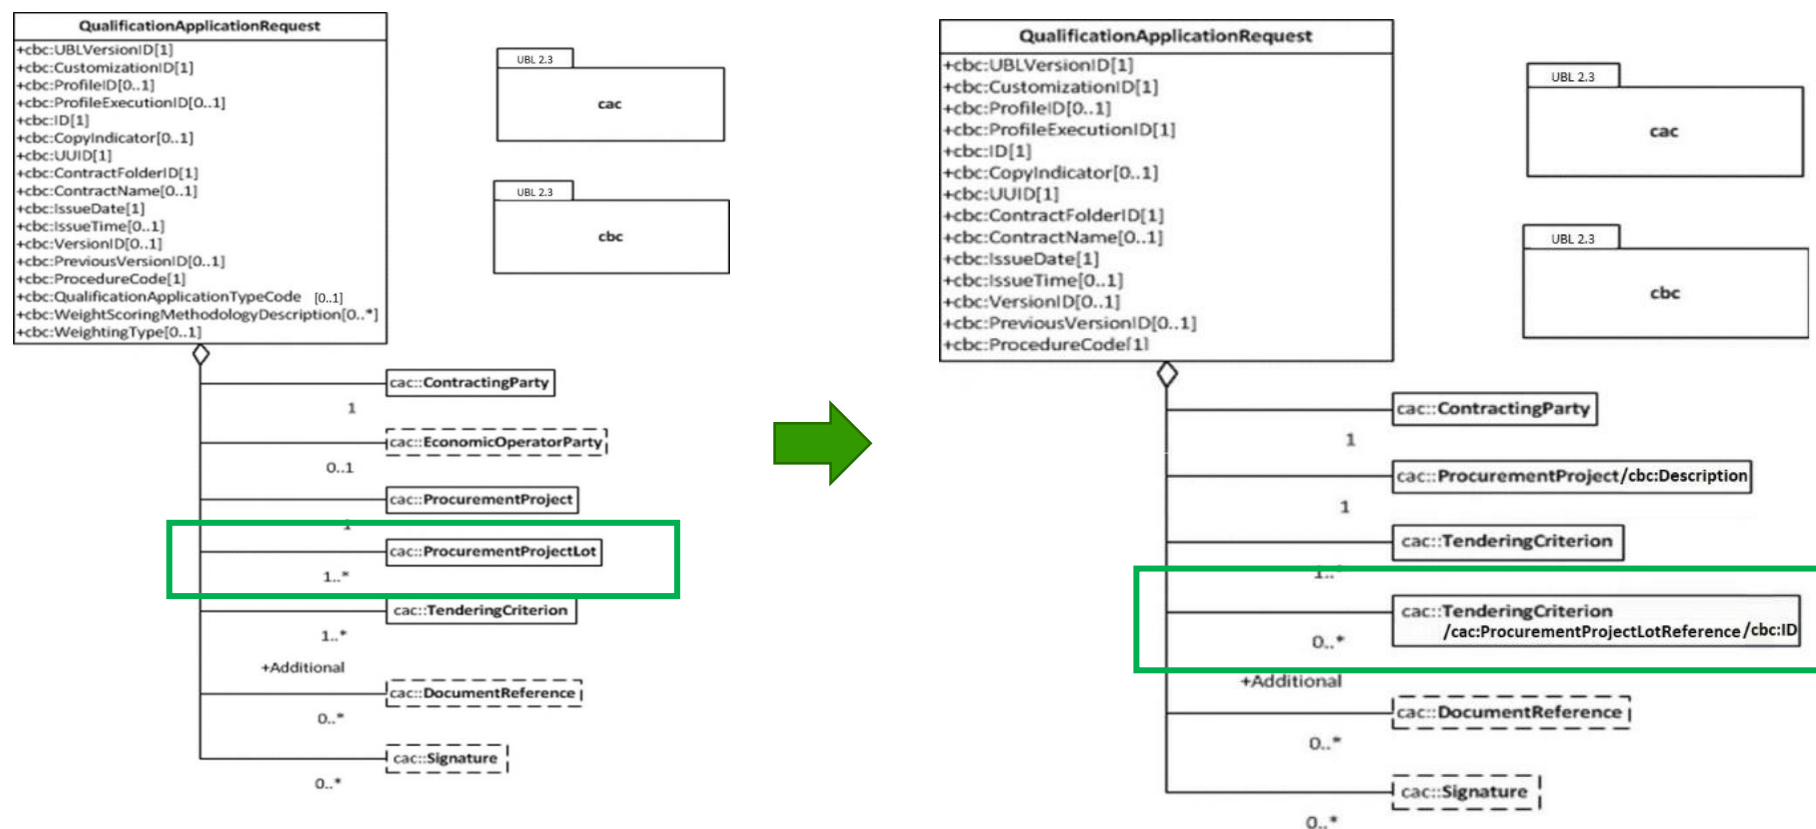 QualificationApplicationRequest
+cbc:UBLVersionID[1]
+cbc:CustomizationID[1]
+cbc:ProfileID[0..1]
+cbc:ProfileExecutionID[0..1]
+cbc:ID[1]
+cbc:CopyIndicator[0..1]
+cbc:UUID[1]
+cbc:ContractFolderID[1]
+cbc:ContractName[0..1]
+cbc:IssueDate[1]
+cbc:IssueTime[0..1]
+cbc:VersionID[0..1]
+cbc:PreviousVersionID[0..1]
+cbc:ProcedureCode[1]
+cbc:QualificationApplicationTypeCode [0..1]
+cbc:WeightScoringMethodologyDescription[0..*]
+cbc:WeightingType[0..1]
UBL 2.3
cac
UBL 2.3
cbc
cac::ContractingParty
1
cac::EconomicOperatorParty
0..1
cac::ProcurementProject
1
cac::ProcurementProjectLot
1..*
cac::TenderingCriterion
1..*
+Additional
cac::DocumentReference
0..*
cac::Signature
0..*
QualificationApplicationRequest
+cbc:UBLVersionID[1]
+cbc:CustomizationID[1]
+cbc:ProfileID[0..1]
+cbc:ProfileExecutionID[1]
+cbc:ID[1]
+cbc:CopyIndicator[0..1]
+cbc:UUID[1]
+cbc:ContractFolderID[1]
+cbc:ContractName[0..1]
+cbc:IssueDate[1]
+cbc:IssueTime[0..1]
+cbc:VersionID[0..1]
+cbc:PreviousVersionID[0..1]
+cbc:ProcedureCode[1]
UBL 2.3
cac
UBL 2.3
cbc
cac::ContractingParty
1
cac::ProcurementProject/cbc:Description
1
cac::TenderingCriterion
1..*
cac::TenderingCriterion
/cac:ProcurementProjectLotReference/cbc:ID
0..*
+Additional
cac::DocumentReference
0..*
cac::Signature
0..*